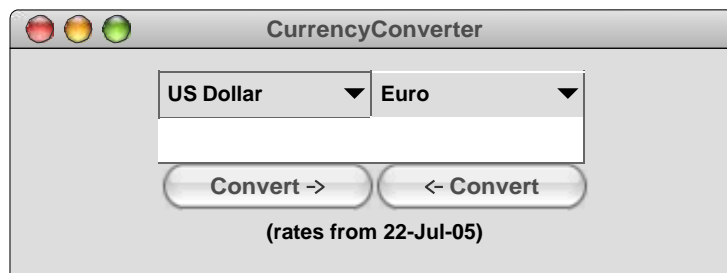 CurrencyConverter
US Dollar Euro
Convert -> <- Convert
(rates from 22-Jul-05)